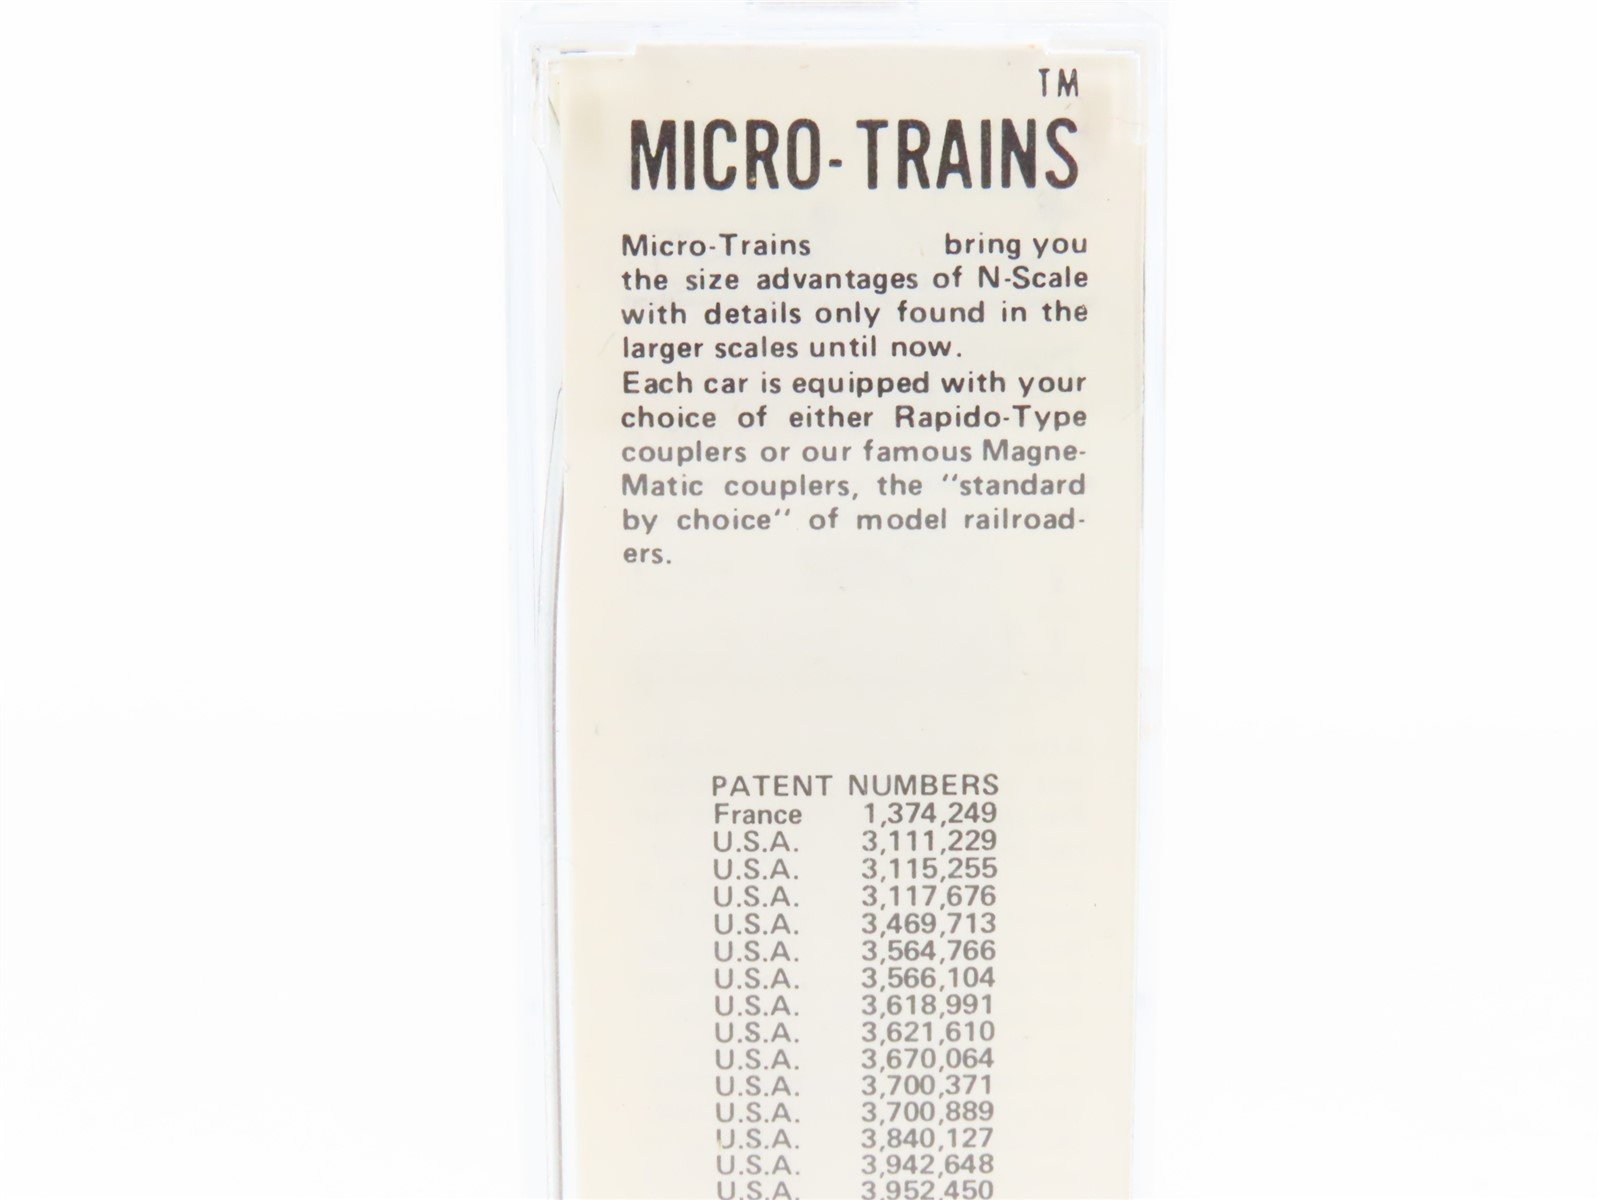 TM
MICRO-TRAINS
Micro-Trains bring you
the size advantages of N-Scale
with details only found in the
larger scales until now.
Each car is equipped with your
choice of either Rapido-Type
couplers or our famous Magne-
Matic couplers, the "standard
by choice" of model railroad-
ers.
PATENT NUMBERS
France 1,374,249
U.S.A. 3,111,229
U.S.A. 3,115,255
U.S.A. 3,117,676
U.S.A. 3,469,713
U.S.A. 3,564,766
U.S.A. 3,566,104
U.S.A. 3,618,991
U.S.A. 3,621,610
U.S.A. 3,670,064
U.S.A. 3,700,371
U.S.A. 3,700,889
U.S.A. 3,840,127
U.S.A. 3,942,648
U.S.A. 3,952,450